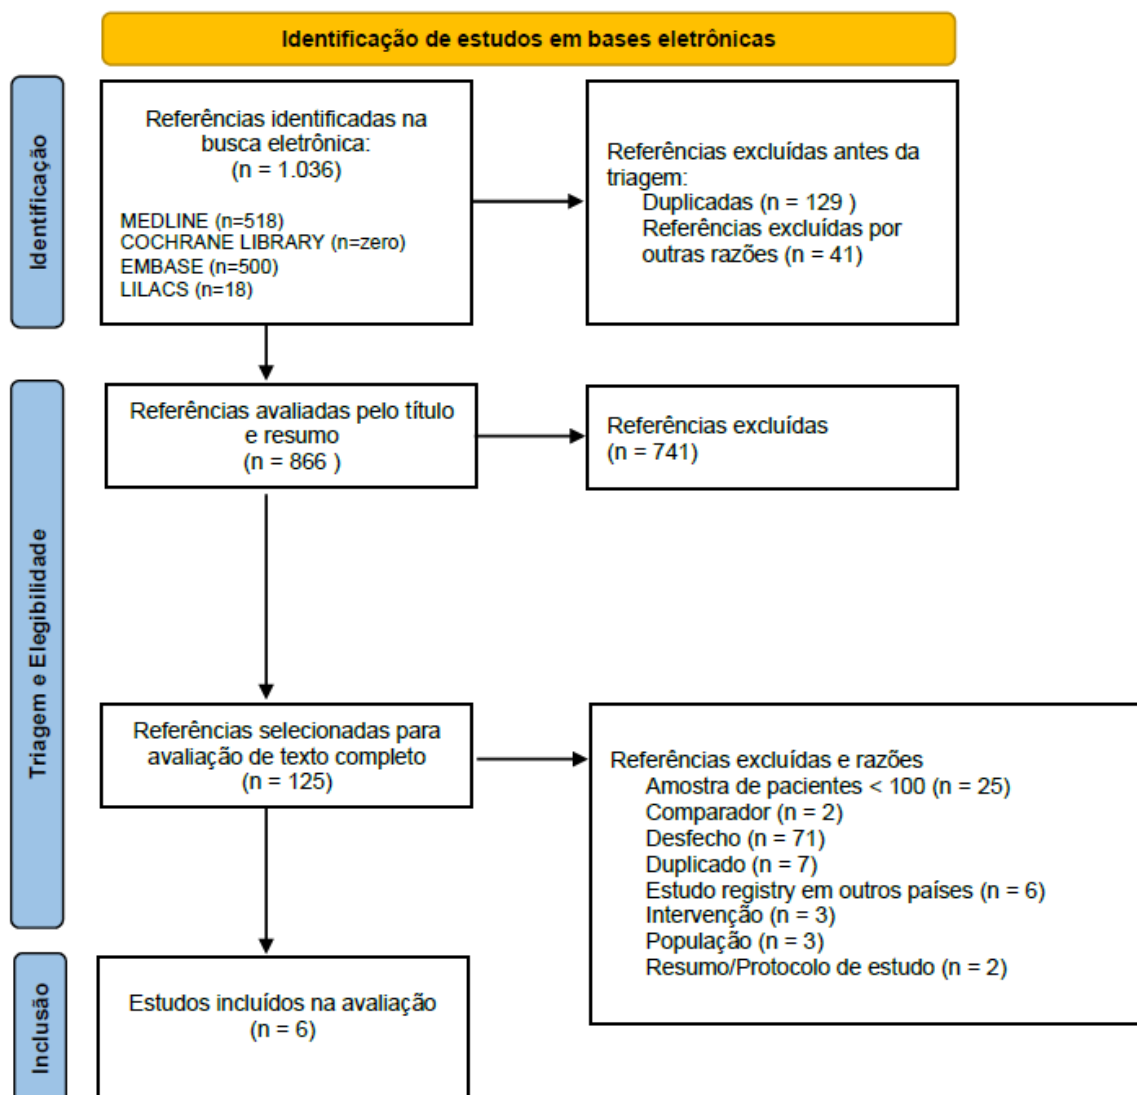 Identificação de estudos em bases eletrônicas
Identificação
Referências identificadas na
busca eletrônica:
(n = 1.036)
MEDLINE (n=518)
COCHRANE LIBRARY (n=zero)
EMBASE (n=500)
LILACS (n=18)
Referências excluídas antes da
triagem:
Duplicadas (n = 129 )
Referências excluídas por
outras razões (n = 41)
Triagem e Elegibilidade
Referências avaliadas pelo título
e resumo
(n = 866 )
Referências excluídas
(n = 741)
Referências selecionadas para
avaliação de texto completo
(n = 125)
Referências excluídas e razões
Amostra de pacientes < 100 (n = 25)
Comparador (n = 2)
Desfecho (n = 71)
Duplicado (n = 7)
Estudo registry em outros países (n = 6)
Intervenção (n = 3)
População (n = 3)
Resumo/Protocolo de estudo (n = 2)
Inclusão
Estudos incluídos na avaliação
(n = 6)